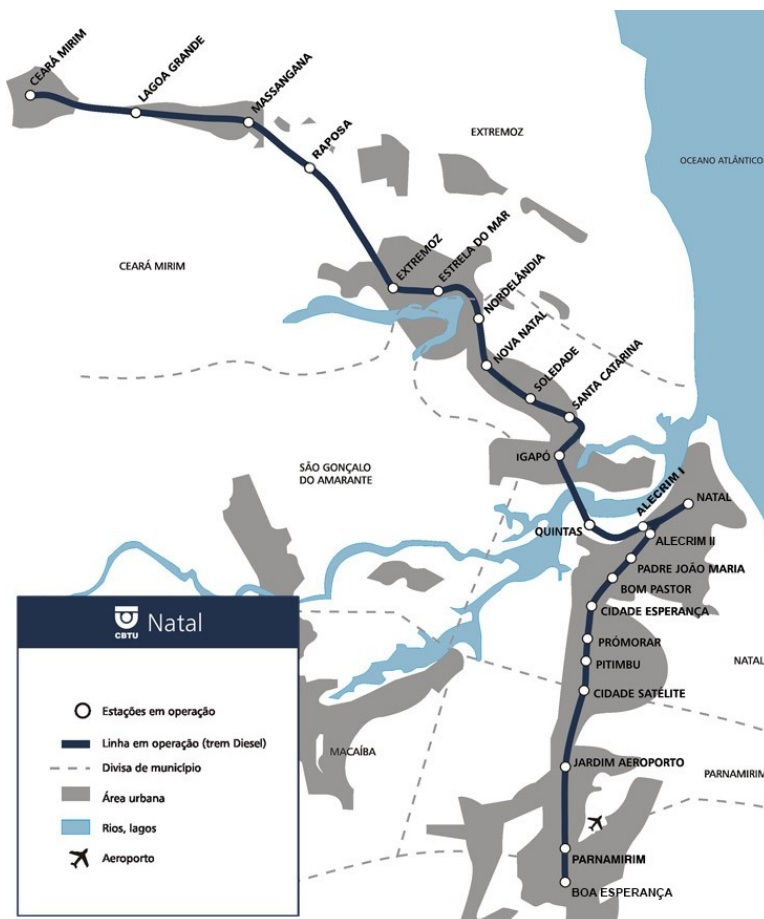 CEARÁ MIRIM
LAGOA GRANDE
MASSANGANA
RAPOSA
EXTREMOZ
OCEANO ATLÂNTICO
CEARÁ MIRIM
EXTREMOZ
ESTRELA DO MAR
NORDELÂNDIA
NOVA NATAL
SOLEDADE
SANTA CATARINA
IGAPÓ
SÃO GONÇALO
DO AMARANTE
QUINTAS
ALECRIM I
NATAL
ALECRIM II
PADRE JOÃO MARIA
BOM PASTOR
CIDADE ESPERANÇA
PRÓMORAR
PITIMBU
NATAL
CIDADE SATÉLITE
MACAÍBA
JARDIM AEROPORTO
PARNAMIRIM
PARNAMIRIM
BOA ESPERANÇA
CBTU
Natal
Estações em operação
Linha em operação (trem Diesel)
Divisa de município
Área urbana
Rios, lagos
Aeroporto